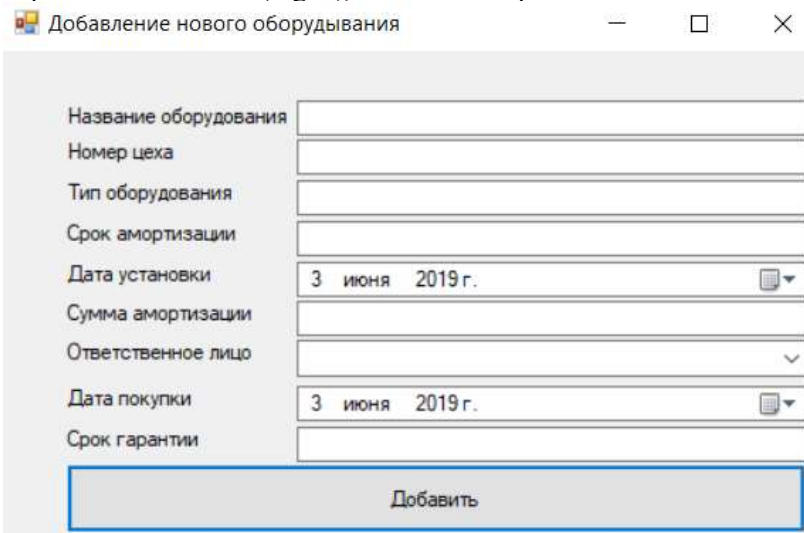 Добавление нового оборудывания
Название оборудования
Номер цеха
Тип оборудования
Срок амортизации
Дата установки 3 июня 2019 г.
Сумма амортизации
Ответственное лицо
Дата покупки 3 июня 2019 г.
Срок гарантии
Добавить